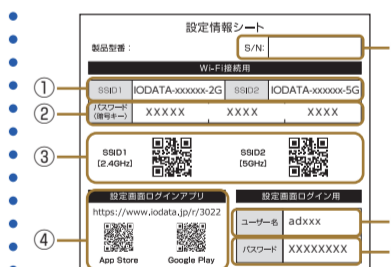 設定情報シート
製品型番： S/N:
Wi-Fi接続用
① SSID1 IODATA-xxxxxx-2G SSID2 IODATA-xxxxxx-5G
② パスワード (暗号キー) XXXXX XXXX XXXX
③ SSID1 [2.4GHz] SSID2 [5GHz]
設定画面ログインアプリ 設定画面ログイン用
https://www.iodata.jp/r/3022
ユーザー名 adxxx
④ パスワード XXXXXXXX
App Store Google Play